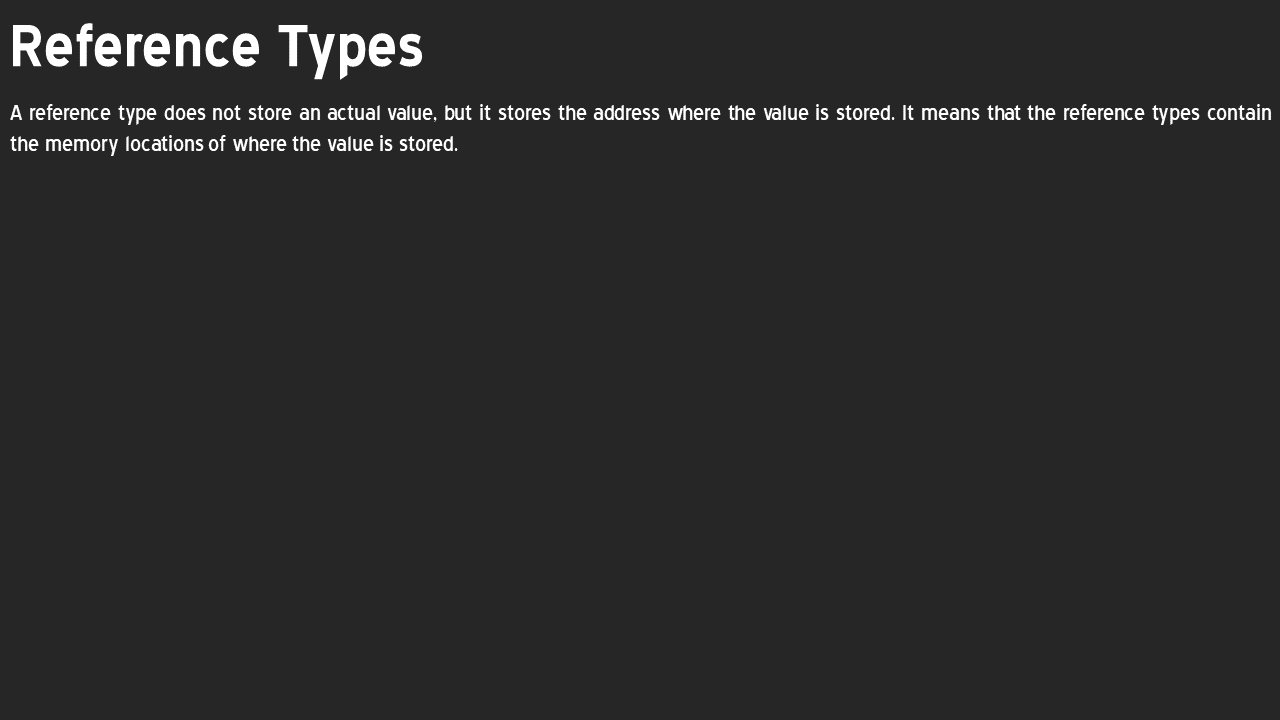 Reference Types
A reference type does not store an actual value, but it stores the address where the value is stored. It means that the reference types contain
the memory locations of where the value is stored.